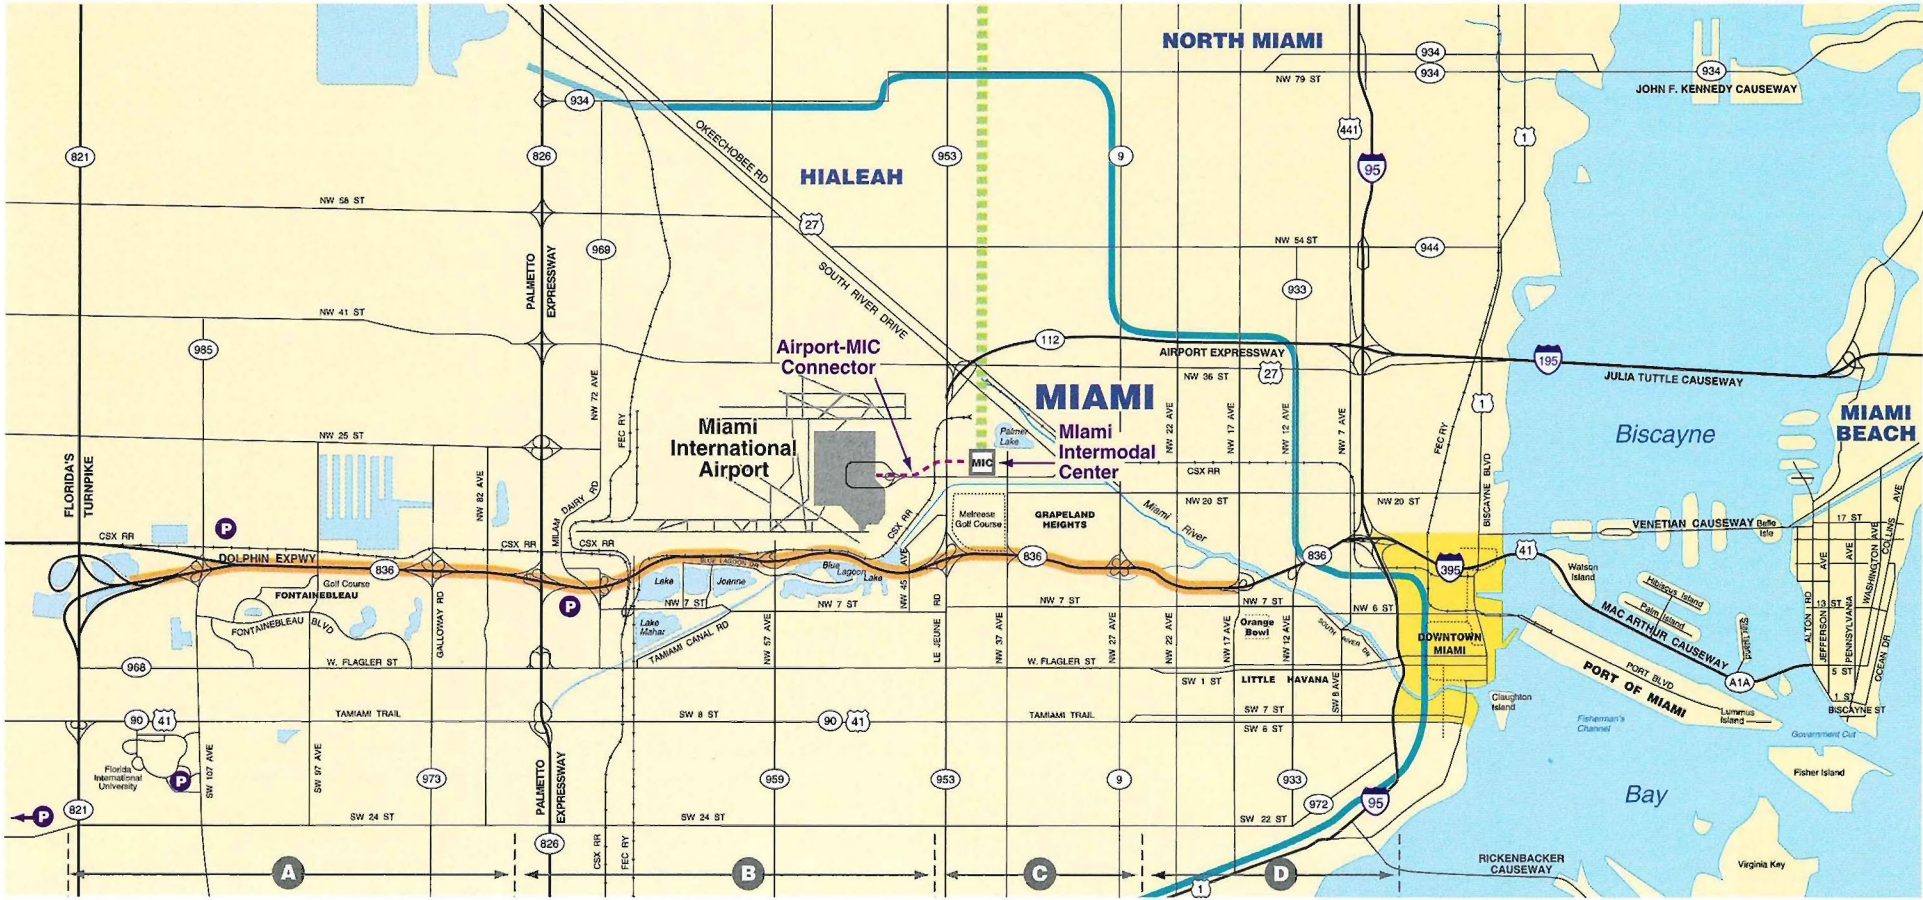 NORTH MIAMI
934
934
934
NW 79 ST
JOHN F. KENNEDY CAUSEWAY
934
441
1
821
826
OKEECHOBEE RD
HIALEAH
953
9
95
NW 58 ST
27
969
NW 54 ST
944
PALMETTO
EXPRESSWAY
SOUTH RIVER DRIVE
933
NW 41 ST
985
Airport-MIC
Connector
112
AIRPORT EXPRESSWAY
195
JULIA TUTTLE CAUSEWAY
NW 36 ST
27
NW 72 AVE
MIAMI
1
MIAMI
BEACH
NW 22 AVE
NW 17 AVE
NW 12 AVE
NW 7 AVE
Miami
International
Airport
FEC RY
Palmer
Lake
Miami
Intermodal
Center
MIC
FEC RY
Biscayne
NW 25 ST
FLORIDA'S
TURNPIKE
NW 82 AVE
MILAM DAIRY RD
CSX RR
BISCAYNE BLVD
NW 20 ST
NW 20 ST
Melreese
Golf Course
GRAPELAND
HEIGHTS
Miami River
VENETIAN CAUSEWAY
Belle
Isle
17 ST
COLLINS AVE
P
CSX RR
CSX RR
CSX RR
CSX RR
DOLPHIN EXPWY
836
836
836
395
41
BLUE LAGOON DR
Blue
Lagoon
Lake
Lake
Joanne
NW 45 AVE
Golf Course
FONTAINEBLEAU
FONTAINEBLEAU BLVD
GALLOWAY RD
P
NW 7 ST
NW 7 ST
NW 7 ST
NW 7 ST
NW 6 ST
Watson
Island
Hibiscus Island
Palm Island
Star Island
MAC ARTHUR CAUSEWAY
ALTON RD
JEFFERSON AVE
PENNSYLVANIA AVE
WASHINGTON AVE
OCEAN DR
13 ST
5 ST
1 ST
BISCAYNE ST
A1A
Lake
Mahar
TAMIAMI CANAL RD
NW 57 AVE
LE JEUNE RD
NW 37 AVE
NW 27 AVE
NW 22 AVE
NW 17 AVE
Orange
Bowl
NW 12 AVE
SOUTH RIVER DR
DOWNTOWN
MIAMI
PORT BLVD
PORT OF MIAMI
968
W. FLAGLER ST
W. FLAGLER ST
SW 1 ST
LITTLE HAVANA
SW 8 AVE
Claughton
Island
Lummus
Island
Fisherman's
Channel
Government Cut
90
41
TAMIAMI TRAIL
SW 8 ST
90
41
TAMIAMI TRAIL
SW 7 ST
SW 6 ST
Florida
International
University
P
SW 107 AVE
SW 97 AVE
973
PALMETTO
EXPRESSWAY
959
953
9
933
972
95
Fisher Island
Bay
P
821
SW 24 ST
SW 24 ST
SW 22 ST
826
CSX RR
FEC RY
RICKENBACKER
CAUSEWAY
Virginia Key
A
B
C
D
1